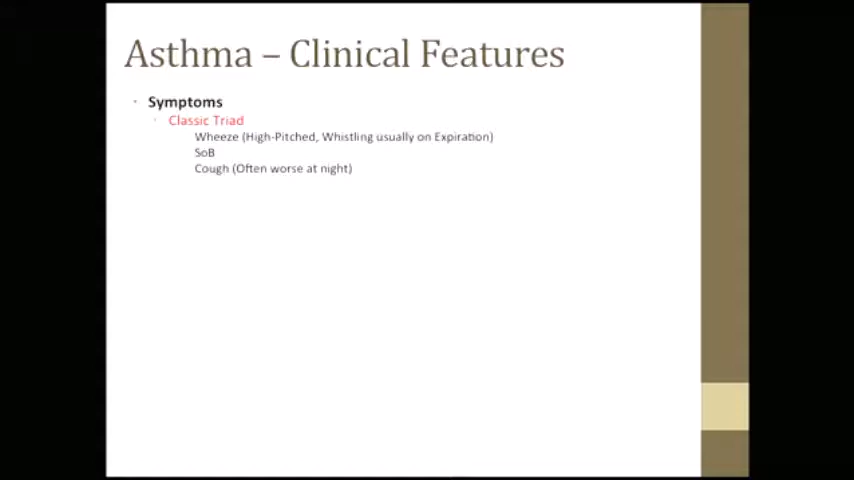 Asthma – Clinical Features
Symptoms
Classic Triad
Wheeze (High-Pitched, Whistling usually on Expiration)
SoB
Cough (Often worse at night)